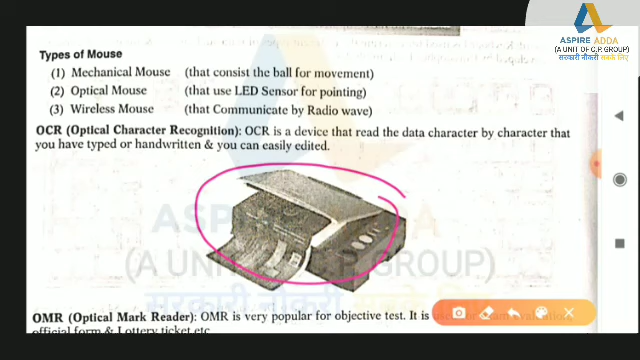 ASPIRE ADDA
(A UNIT OF C.P. GROUP)
सरकारी नौकरी सबके लिए
Types of Mouse
(1) Mechanical Mouse (that consist the ball for movement)
(2) Optical Mouse (that use LED Sensor for pointing)
(3) Wireless Mouse (that Communicate by Radio wave)
OCR (Optical Character Recognition): OCR is a device that read the data character by character that
you have typed or handwritten & you can easily edited.
ASPIRE ADDA
(A UNIT OF C.P. GROUP)
सरकारी नौकरी सबके लिए
OMR (Optical Mark Reader): OMR is very popular for objective test. It is
official form & Lottery ticket etc